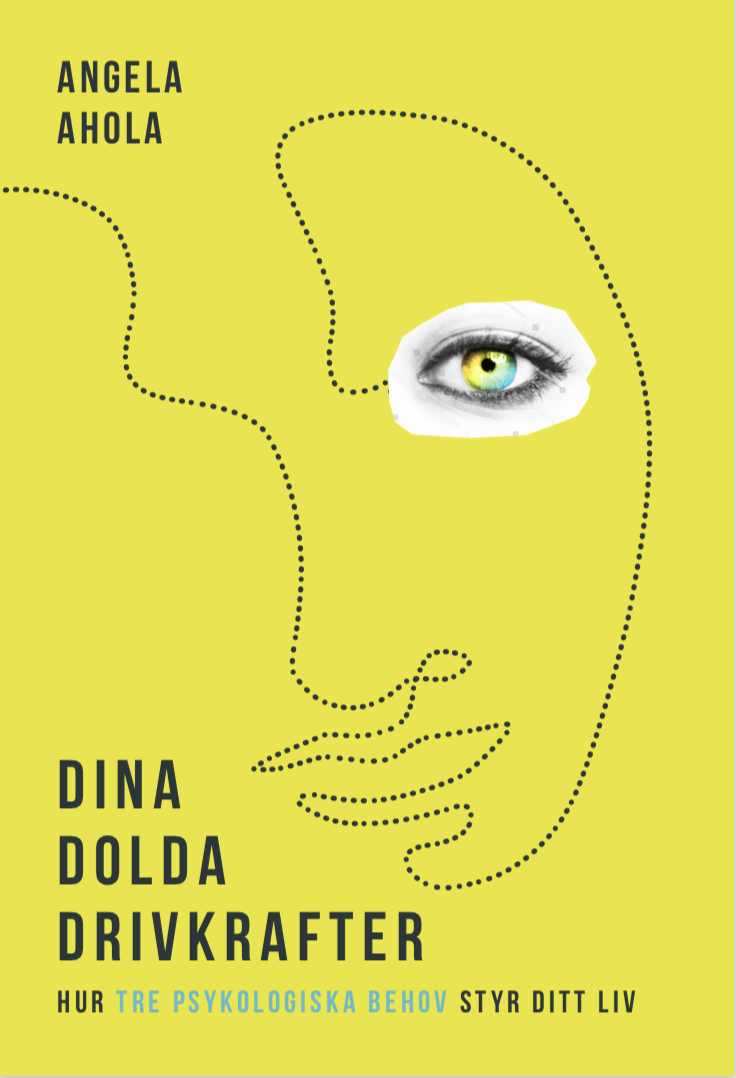 ANGELA
AHOLA
DINA
DOLDA
DRIVKRAFTER
HUR TRE PSYKOLOGISKA BEHOV STYR DITT LIV